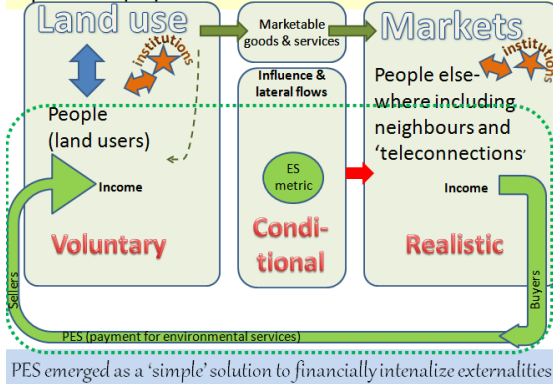 Land use
institutions
People
(land users)
Income
Voluntary
Sellers
Marketable
goods & services
Influence &
lateral flows
ES
metric
Condi-
tional
Markets
institutions
People else-
where including
neighbours and
‘teleconnections’
Income
Realistic
Buyers
PES (payment for environmental services)
PES emerged as a ‘simple’ solution to financially intenalize externalities